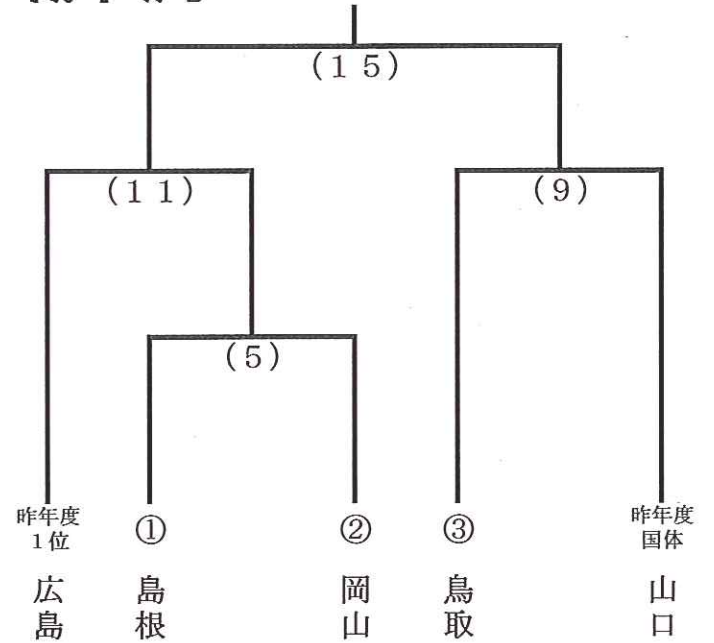 (15)
(11)
(9)
(5)
昨年度
1位
①
②
③
昨年度
国体
広島
島根
岡山
鳥取
山口